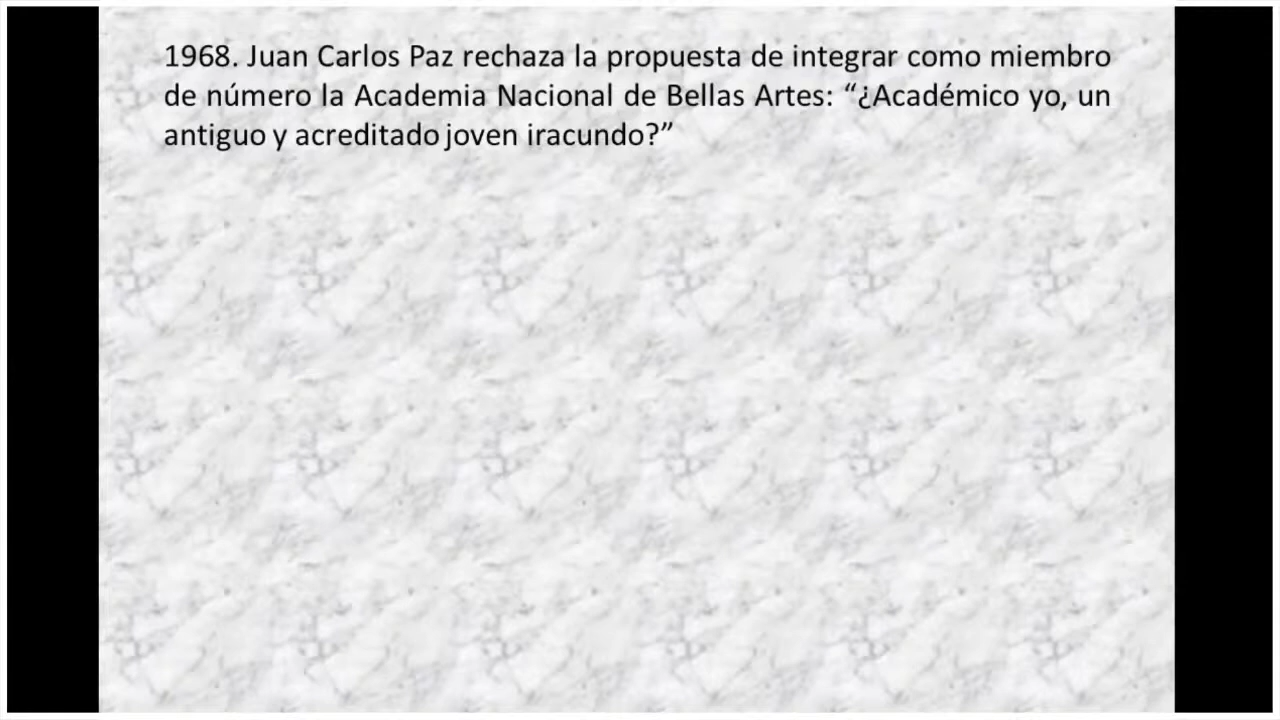 1968. Juan Carlos Paz rechaza la propuesta de integrar como miembro
de número la Academia Nacional de Bellas Artes: “¿Académico yo, un
antiguo y acreditado joven iracundo?”